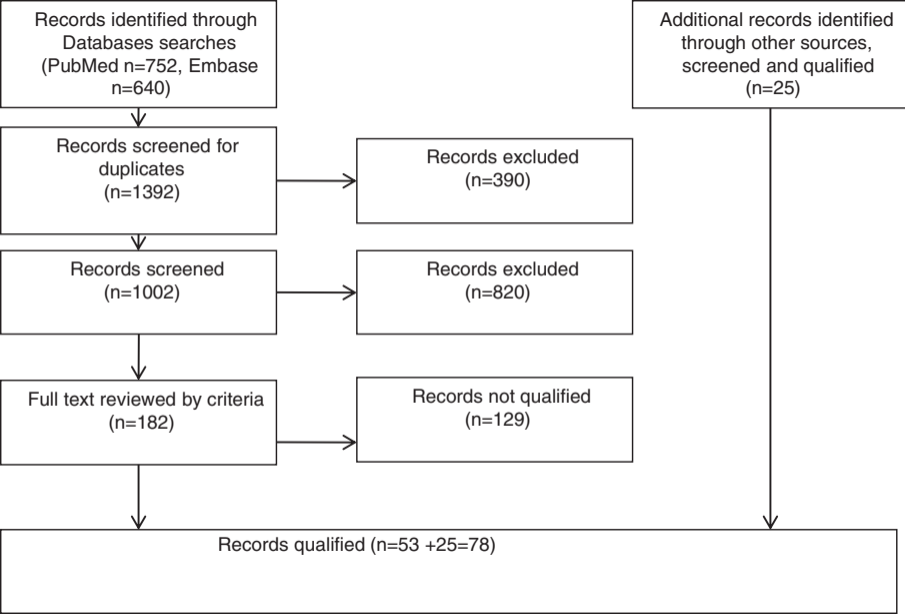 Records identified through
Databases searches
(PubMed n=752, Embase
n=640)
Additional records identified
through other sources,
screened and qualified
(n=25)
Records screened for
duplicates
(n=1392)
Records excluded
(n=390)
Records screened
(n=1002)
Records excluded
(n=820)
Full text reviewed by criteria
(n=182)
Records not qualified
(n=129)
Records qualified (n=53 +25=78)